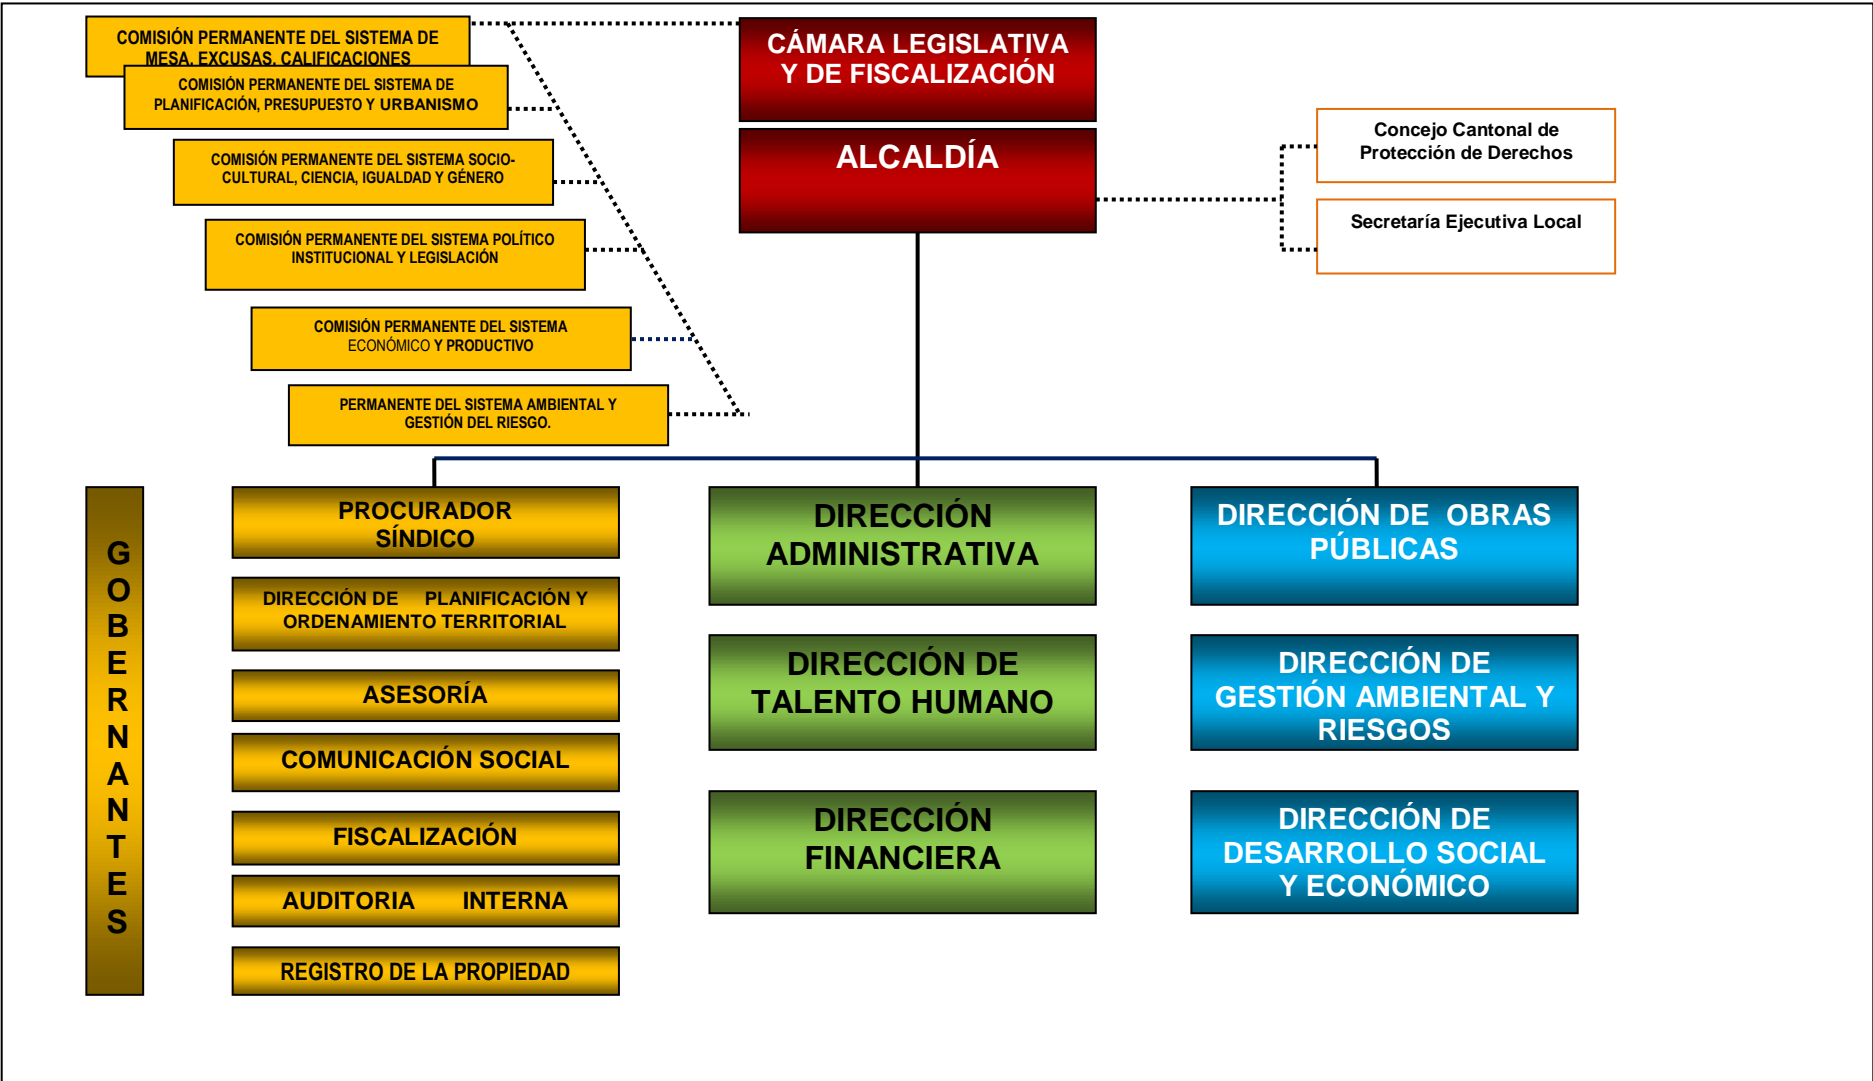 COMISIÓN PERMANENTE DEL SISTEMA DE
MESA, EXCUSAS, CALIFICACIONES
COMISIÓN PERMANENTE DEL SISTEMA DE
PLANIFICACIÓN, PRESUPUESTO Y URBANISMO
COMISIÓN PERMANENTE DEL SISTEMA SOCIO-
CULTURAL, CIENCIA, IGUALDAD Y GÉNERO
COMISIÓN PERMANENTE DEL SISTEMA POLÍTICO
INSTITUCIONAL Y LEGISLACIÓN
COMISIÓN PERMANENTE DEL SISTEMA
ECONÓMICO Y PRODUCTIVO
PERMANENTE DEL SISTEMA AMBIENTAL Y
GESTIÓN DEL RIESGO.
CÁMARA LEGISLATIVA
Y DE FISCALIZACIÓN
ALCALDÍA
Concejo Cantonal de
Protección de Derechos
Secretaría Ejecutiva Local
GOBERNANTES
PROCURADOR
SÍNDICO
DIRECCIÓN DE PLANIFICACIÓN Y
ORDENAMIENTO TERRITORIAL
ASESORÍA
COMUNICACIÓN SOCIAL
FISCALIZACIÓN
AUDITORIA INTERNA
REGISTRO DE LA PROPIEDAD
DIRECCIÓN
ADMINISTRATIVA
DIRECCIÓN DE
TALENTO HUMANO
DIRECCIÓN
FINANCIERA
DIRECCIÓN DE OBRAS
PÚBLICAS
DIRECCIÓN DE
GESTIÓN AMBIENTAL Y
RIESGOS
DIRECCIÓN DE
DESARROLLO SOCIAL
Y ECONÓMICO